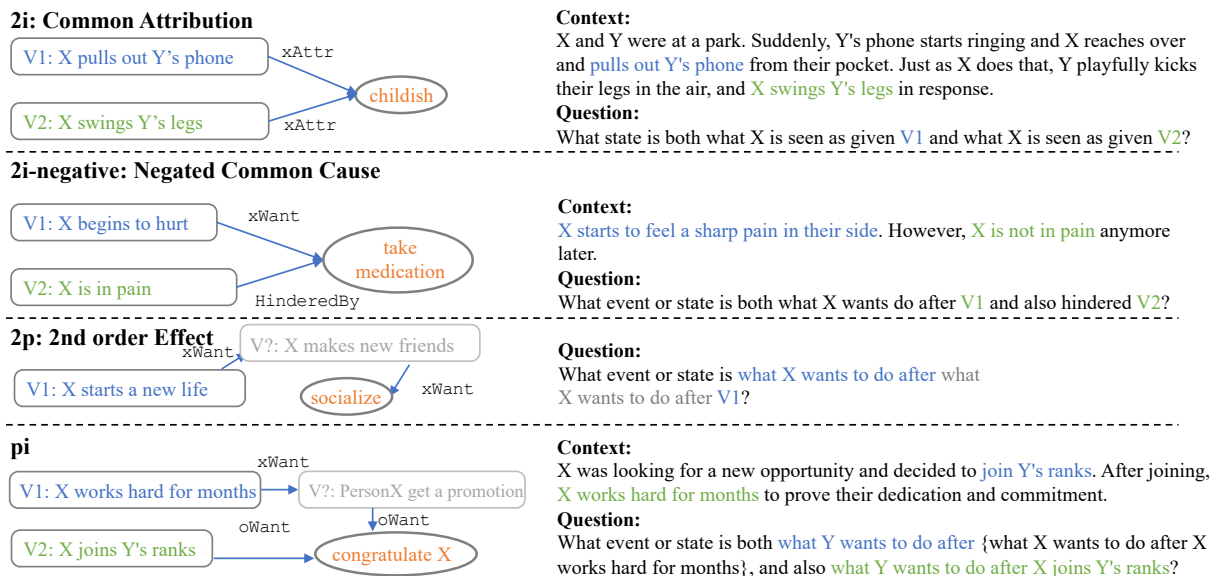 2i: Common Attribution
V1: X pulls out Y's phone
xAttr
childish
V2: X swings Y's legs
xAttr
Context:
X and Y were at a park. Suddenly, Y's phone starts ringing and X reaches over
and pulls out Y's phone from their pocket. Just as X does that, Y playfully kicks
their legs in the air, and X swings Y's legs in response.
Question:
What state is both what X is seen as given V1 and what X is seen as given V2?
2i-negative: Negated Common Cause
V1: X begins to hurt
xWant
take
medication
V2: X is in pain
HinderedBy
Context:
X starts to feel a sharp pain in their side. However, X is not in pain anymore
later.
Question:
What event or state is both what X wants do after V1 and also hindered V2?
2p: 2nd order Effect
xWant
V?: X makes new friends
V1: X starts a new life
socialize
xWant
Question:
What event or state is what X wants to do after what
X wants to do after V1?
pi
xWant
V1: X works hard for months
V?: PersonX get a promotion
oWant
oWant
V2: X joins Y's ranks
congratulate X
Context:
X was looking for a new opportunity and decided to join Y's ranks. After joining,
X works hard for months to prove their dedication and commitment.
Question:
What event or state is both what Y wants to do after {what X wants to do after X
works hard for months}, and also what Y wants to do after X joins Y's ranks?